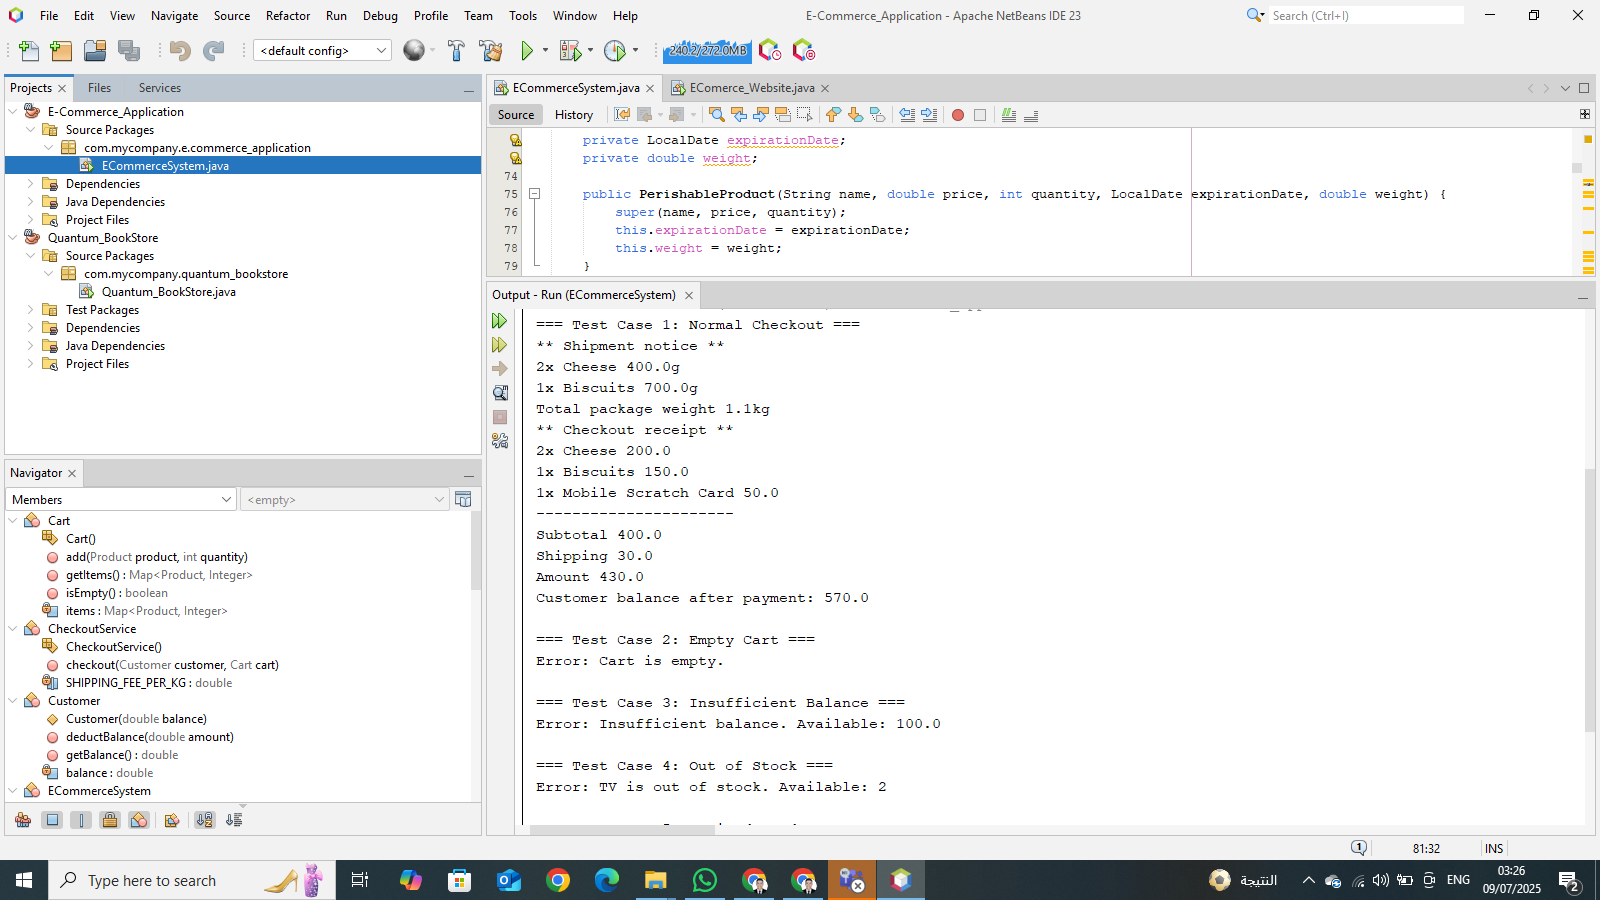 File Edit View Navigate Source Refactor Run Debug Profile Team Tools Window Help
E-Commerce_Application - Apache NetBeans IDE 23
Search (Ctrl+I)
<default config>
240.2/272.0MB
Projects
Files
Services
E-Commerce_Application
Source Packages
com.mycompany.e.commerce_application
ECommerceSystem.java
Dependencies
Java Dependencies
Project Files
Quantum_BookStore
Source Packages
com.mycompany.quantum_bookstore
Quantum_BookStore.java
Test Packages
Dependencies
Java Dependencies
Project Files
Navigator
Members
<empty>
Cart
Cart()
add(Product product, int quantity)
getItems() : Map<Product, Integer>
isEmpty() : boolean
items : Map<Product, Integer>
CheckoutService
CheckoutService()
checkout(Customer customer, Cart cart)
SHIPPING_FEE_PER_KG : double
Customer
Customer(double balance)
deductBalance(double amount)
getBalance() : double
balance : double
ECommerceSystem
ECommerceSystem.java
EComerce_Website.java
Source
History
private LocalDate expirationDate;
private double weight;
74
75 public PerishableProduct(String name, double price, int quantity, LocalDate expirationDate, double weight) {
76 super(name, price, quantity);
77 this.expirationDate = expirationDate;
78 this.weight = weight;
79 }
Output - Run (ECommerceSystem)
=== Test Case 1: Normal Checkout ===
** Shipment notice **
2x Cheese 400.0g
1x Biscuits 700.0g
Total package weight 1.1kg
** Checkout receipt **
2x Cheese 200.0
1x Biscuits 150.0
1x Mobile Scratch Card 50.0
----------------------
Subtotal 400.0
Shipping 30.0
Amount 430.0
Customer balance after payment: 570.0
=== Test Case 2: Empty Cart ===
Error: Cart is empty.
=== Test Case 3: Insufficient Balance ===
Error: Insufficient balance. Available: 100.0
=== Test Case 4: Out of Stock ===
Error: TV is out of stock. Available: 2
1
81:32
INS
Type here to search
النتيجة
ENG
03:26
09/07/2025
2